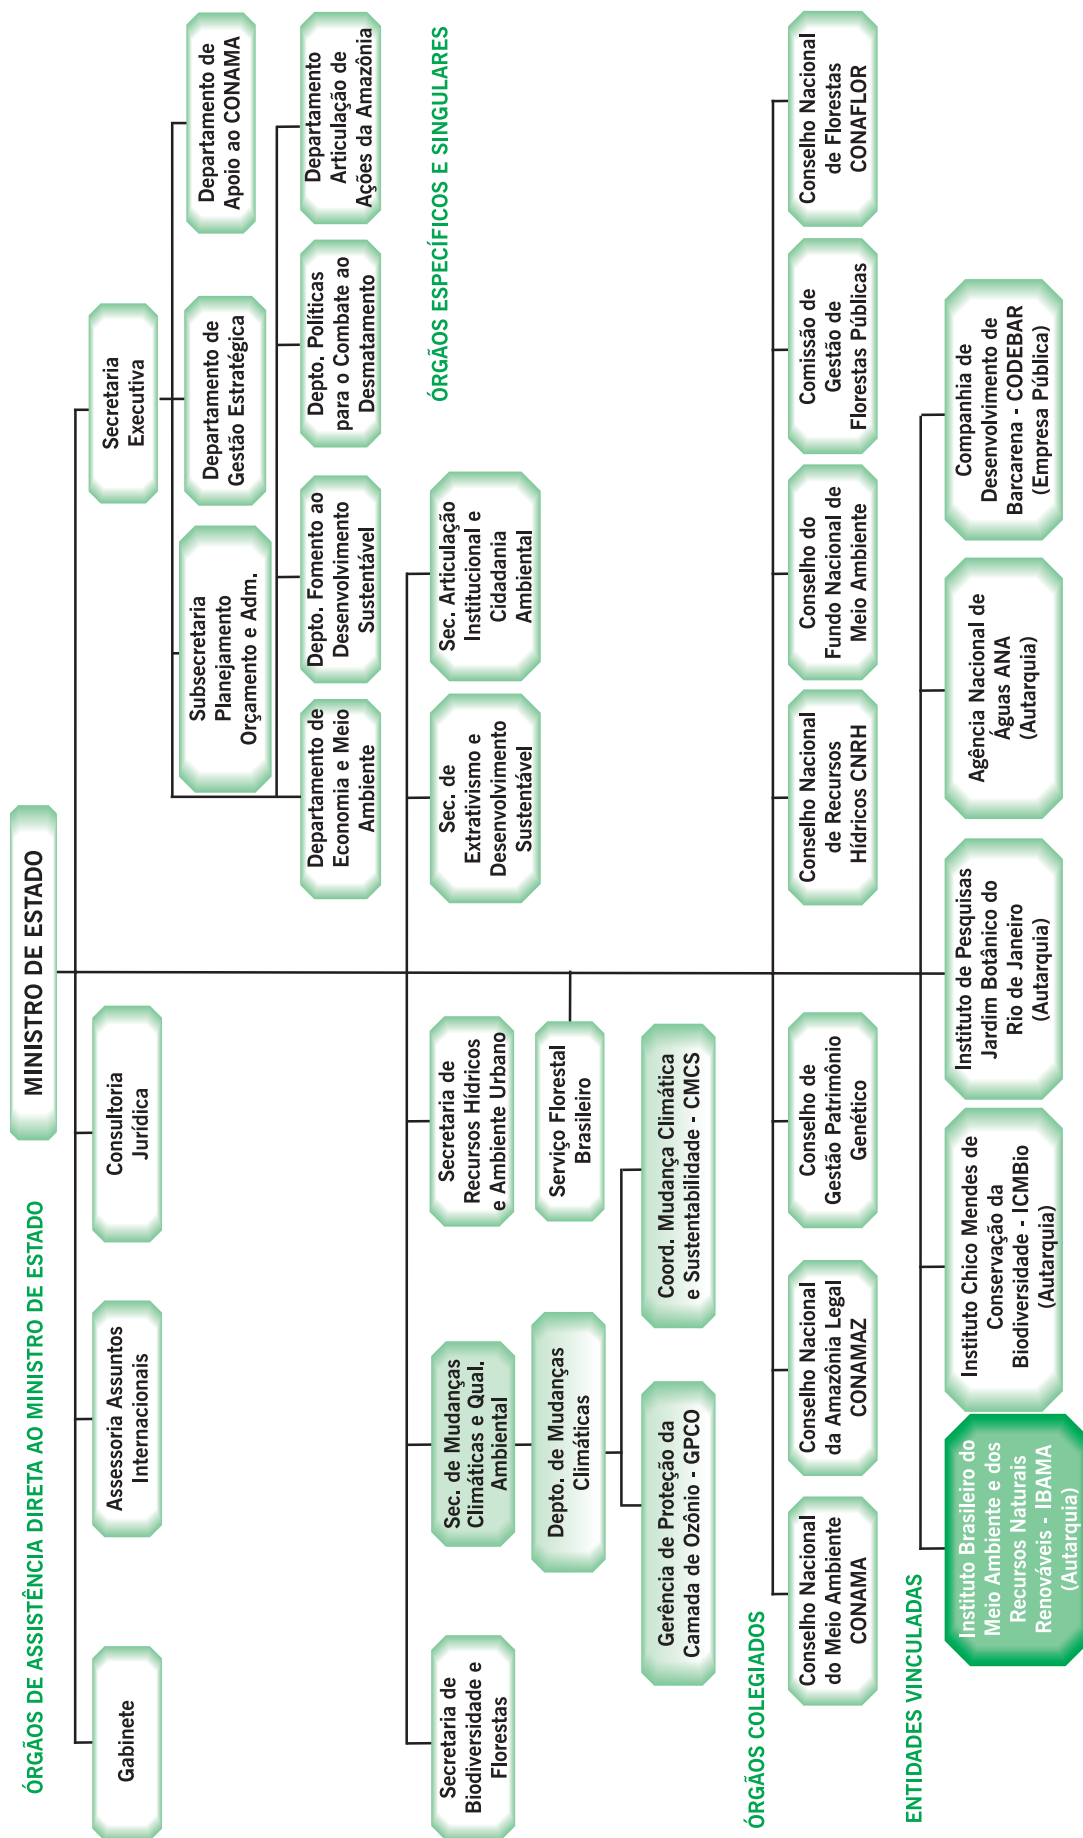 MINISTRO DE ESTADO
ÓRGÃOS DE ASSISTÊNCIA DIRETA AO MINISTRO DE ESTADO
Gabinete
Assessoria Assuntos
Internacionais
Consultoria
Jurídica
Secretaria
Executiva
Subsecretaria
Planejamento
Orçamento e Adm.
Departamento de
Gestão Estratégica
Departamento de
Apoio ao CONAMA
Departamento de
Economia e Meio
Ambiente
Depto. Fomento ao
Desenvolvimento
Sustentável
Depto. Políticas
para o Combate ao
Desmatamento
Departamento
Articulação de
Ações da Amazônia
ÓRGÃOS ESPECÍFICOS E SINGULARES
Secretaria de
Biodiversidade e
Florestas
Sec. de Mudanças
Climáticas e Qual.
Ambiental
Secretaria de
Recursos Hídricos
e Ambiente Urbano
Sec. de
Extrativismo e
Desenvolvimento
Sustentável
Sec. Articulação
Institucional e
Cidadania
Ambiental
Depto. de Mudanças
Climáticas
Serviço Florestal
Brasileiro
Gerência de Proteção da
Camada de Ozônio - GPCO
Coord. Mudança Climática
e Sustentabilidade - CMCS
ÓRGÃOS COLEGIADOS
Conselho Nacional
do Meio Ambiente
CONAMA
Conselho Nacional
da Amazônia Legal
CONAMAZ
Conselho de
Gestão Patrimônio
Genético
Conselho Nacional
de Recursos
Hídricos CNRH
Conselho do
Fundo Nacional de
Meio Ambiente
Comissão de
Gestão de
Florestas Públicas
Conselho Nacional
de Florestas
CONAFLOR
ENTIDADES VINCULADAS
Instituto Brasileiro do
Meio Ambiente e dos
Recursos Naturais
Renováveis - IBAMA
(Autarquia)
Instituto Chico Mendes de
Conservação da
Biodiversidade - ICMBio
(Autarquia)
Instituto de Pesquisas
Jardim Botânico do
Rio de Janeiro
(Autarquia)
Agência Nacional de
Águas ANA
(Autarquia)
Companhia de
Desenvolvimento de
Barcarena - CODEBAR
(Empresa Pública)